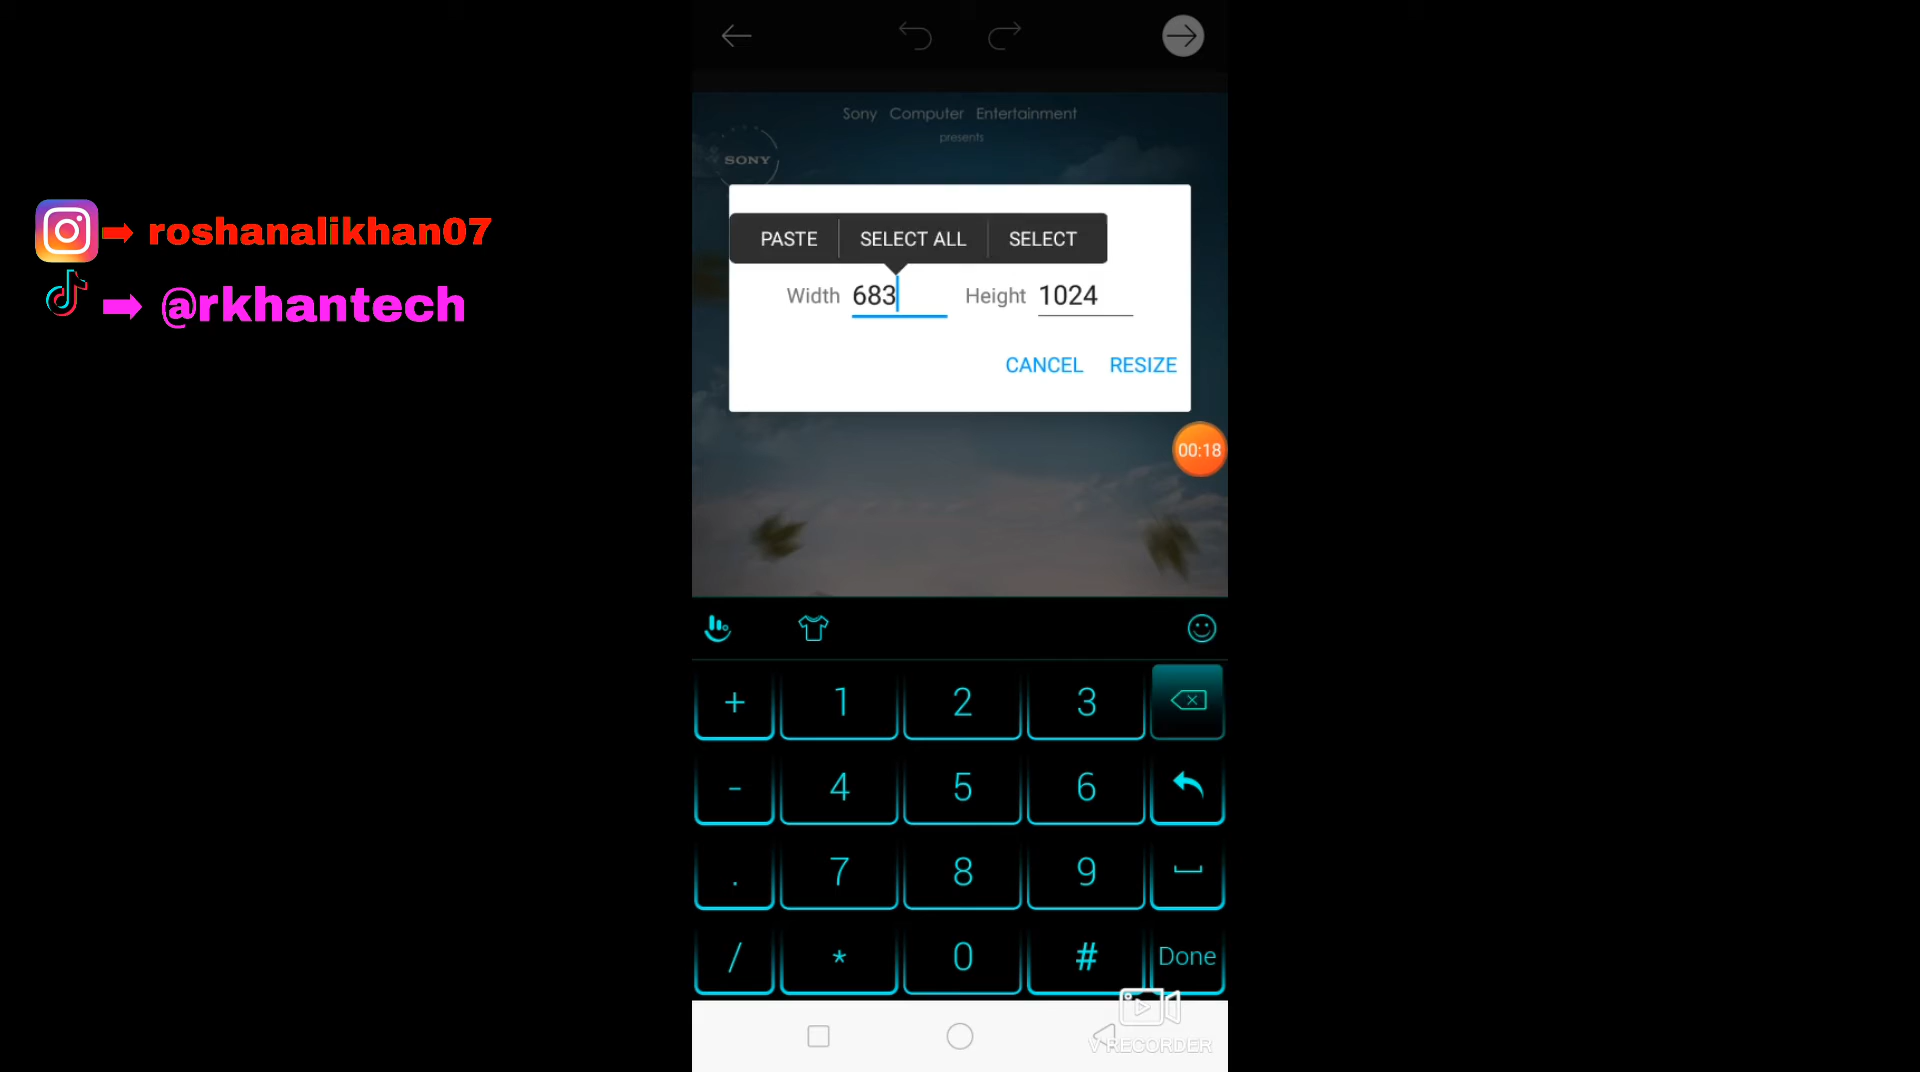 Sony Computer Entertainment
presents
SONY
roshanalikhan07
@rkhantech
PASTE SELECT ALL SELECT
Width 683 Height 1024
CANCEL RESIZE
00:18
+ 1 2 3
- 4 5 6
. 7 8 9
/ * 0 # Done
V RECORDER